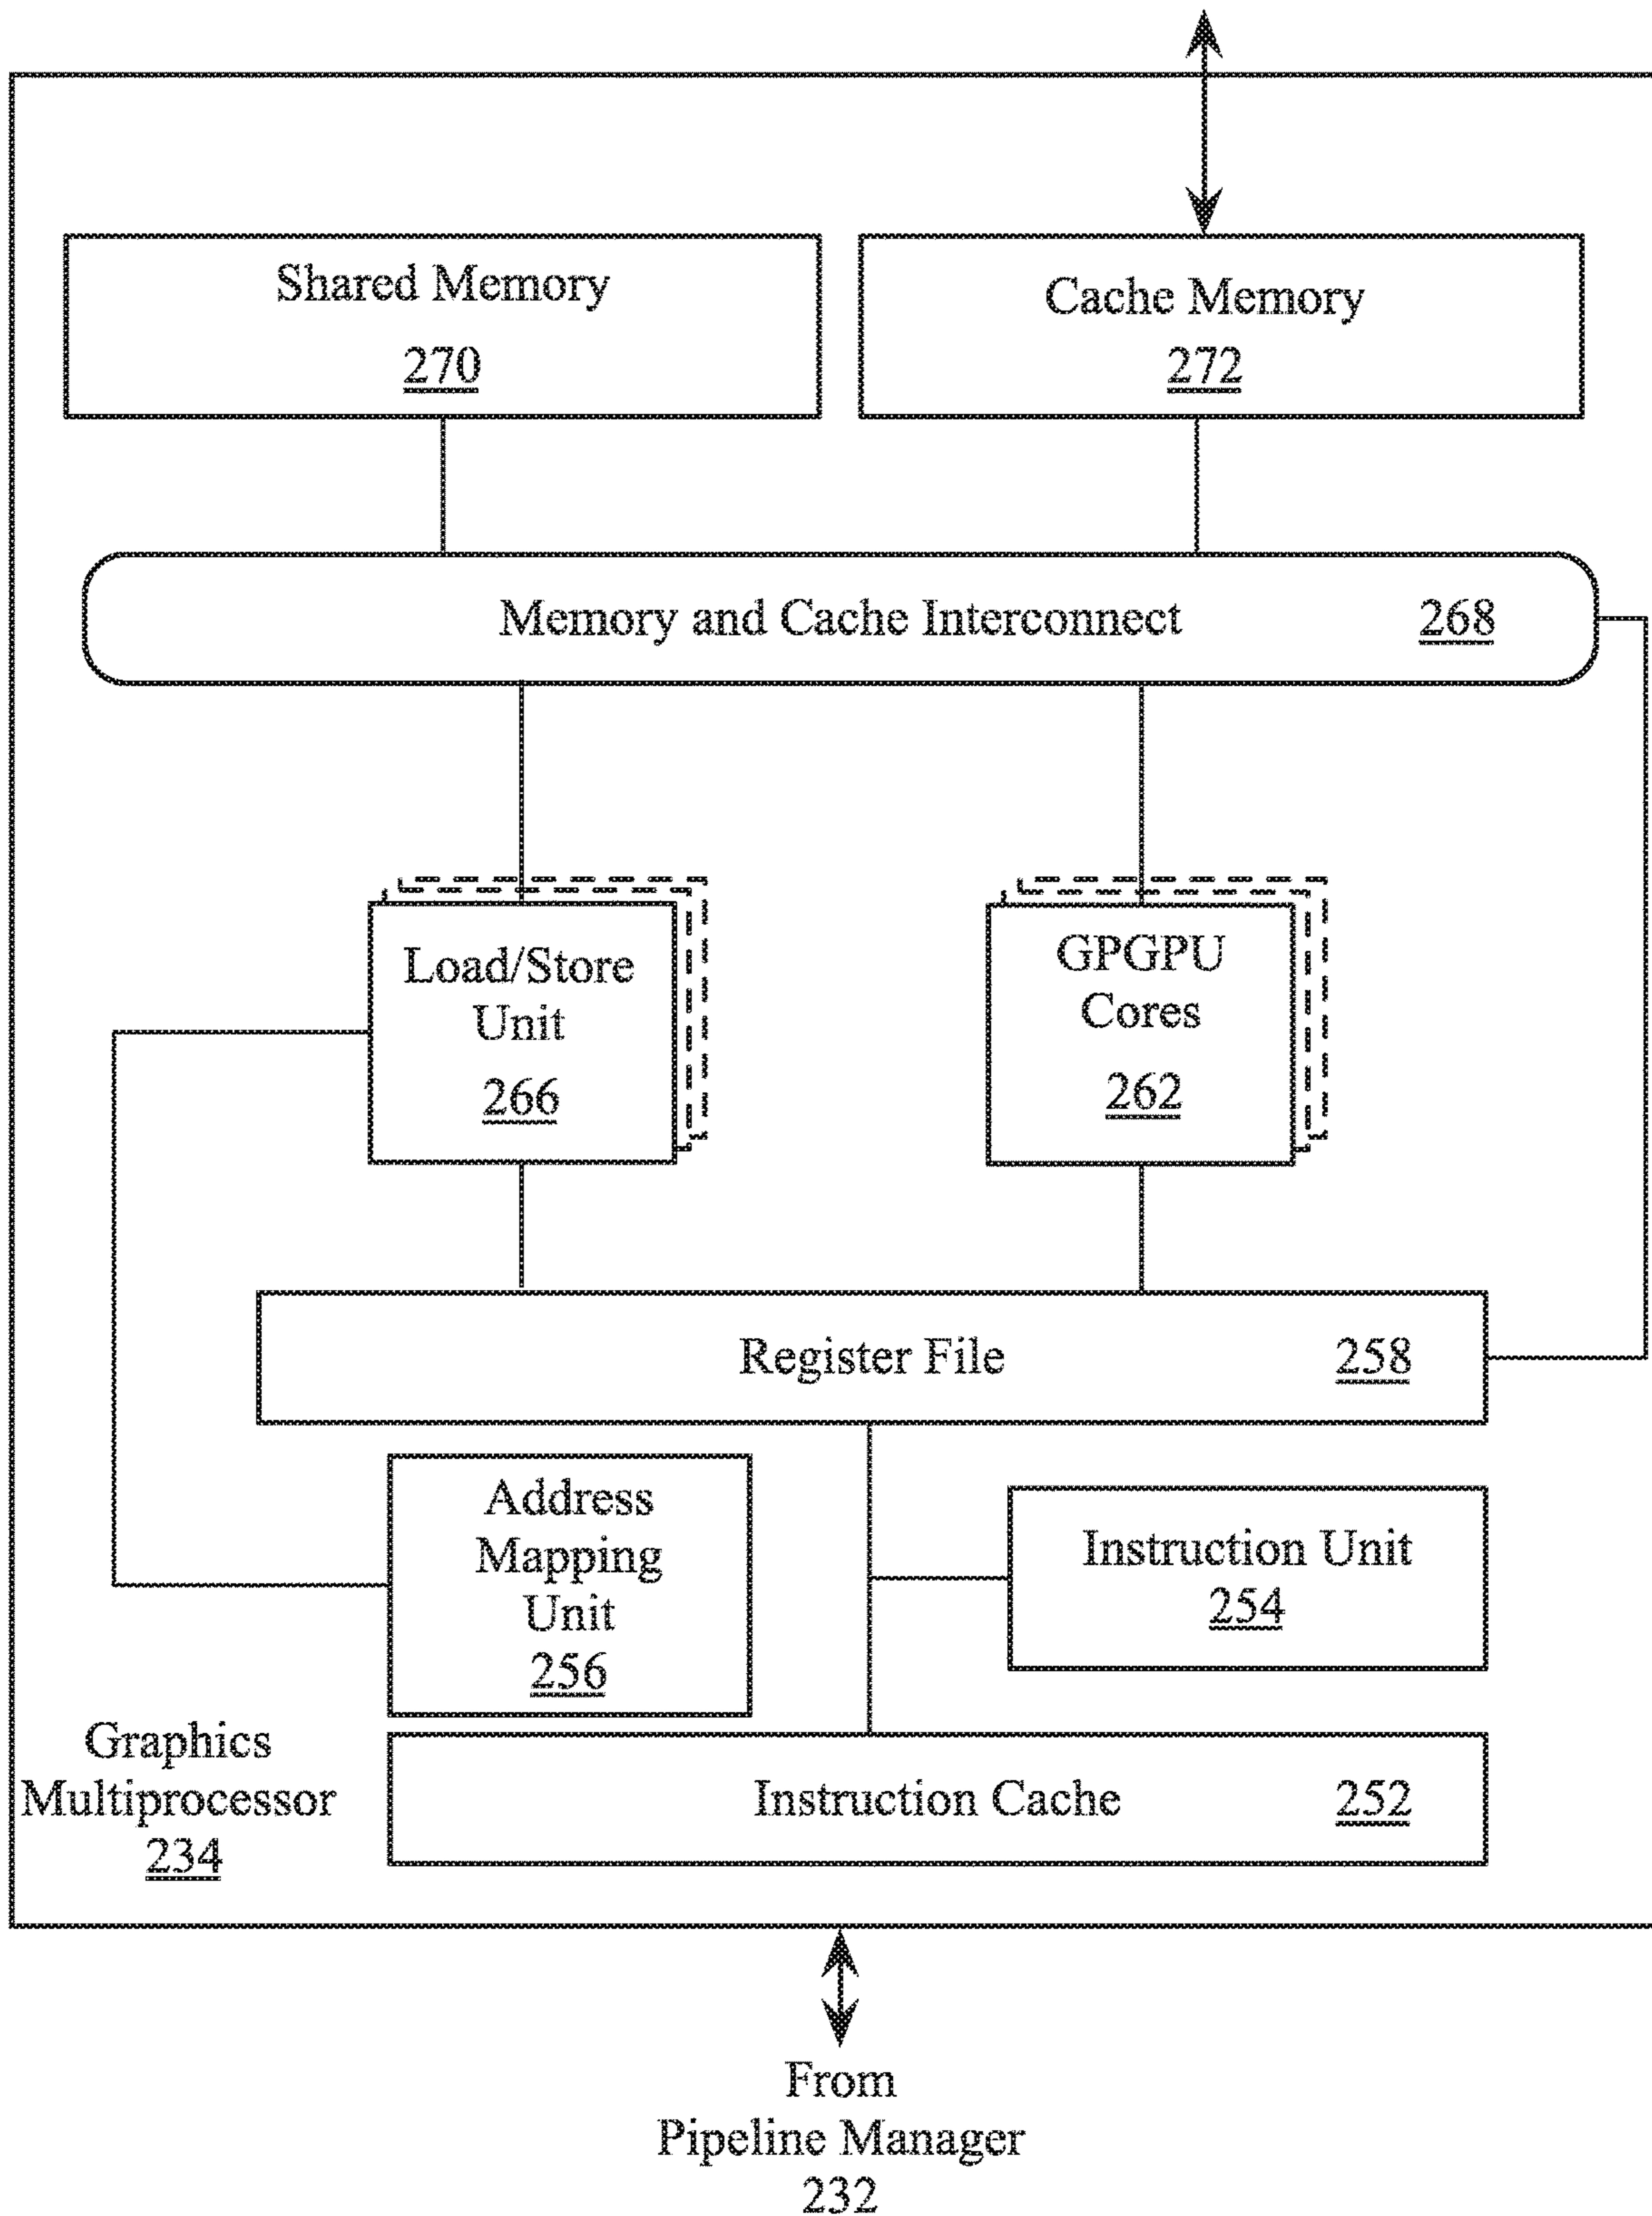 Shared Memory
270
Cache Memory
272
Memory and Cache Interconnect 268
Load/Store
Unit
266
GPGPU
Cores
262
Register File 258
Address
Mapping
Unit
256
Instruction Unit
254
Graphics
Multiprocessor
234
Instruction Cache 252
From
Pipeline Manager
232